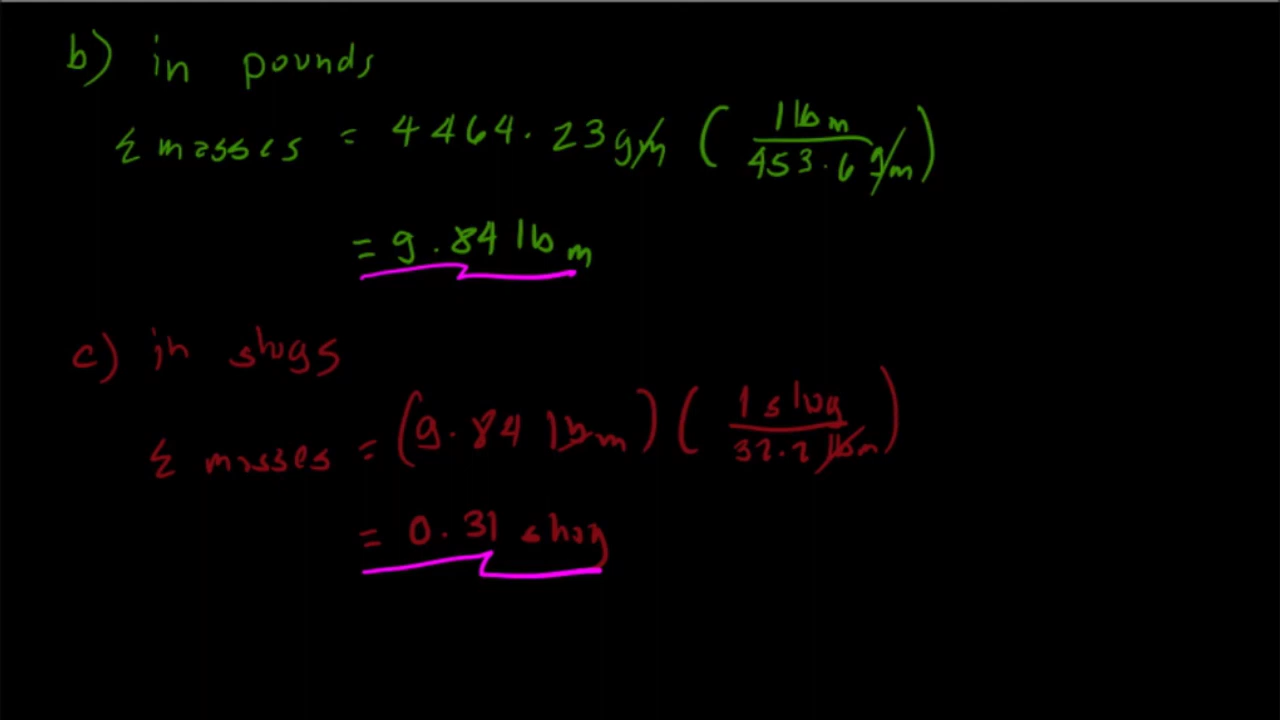 b) in pounds
Σ masses = 4464.23 gm ( 1 lbm / 453.6 gm )
= 9.84 lbm
c) in slugs
Σ masses = (9.84 lbm) ( 1 slug / 32.2 lbm )
= 0.31 slug